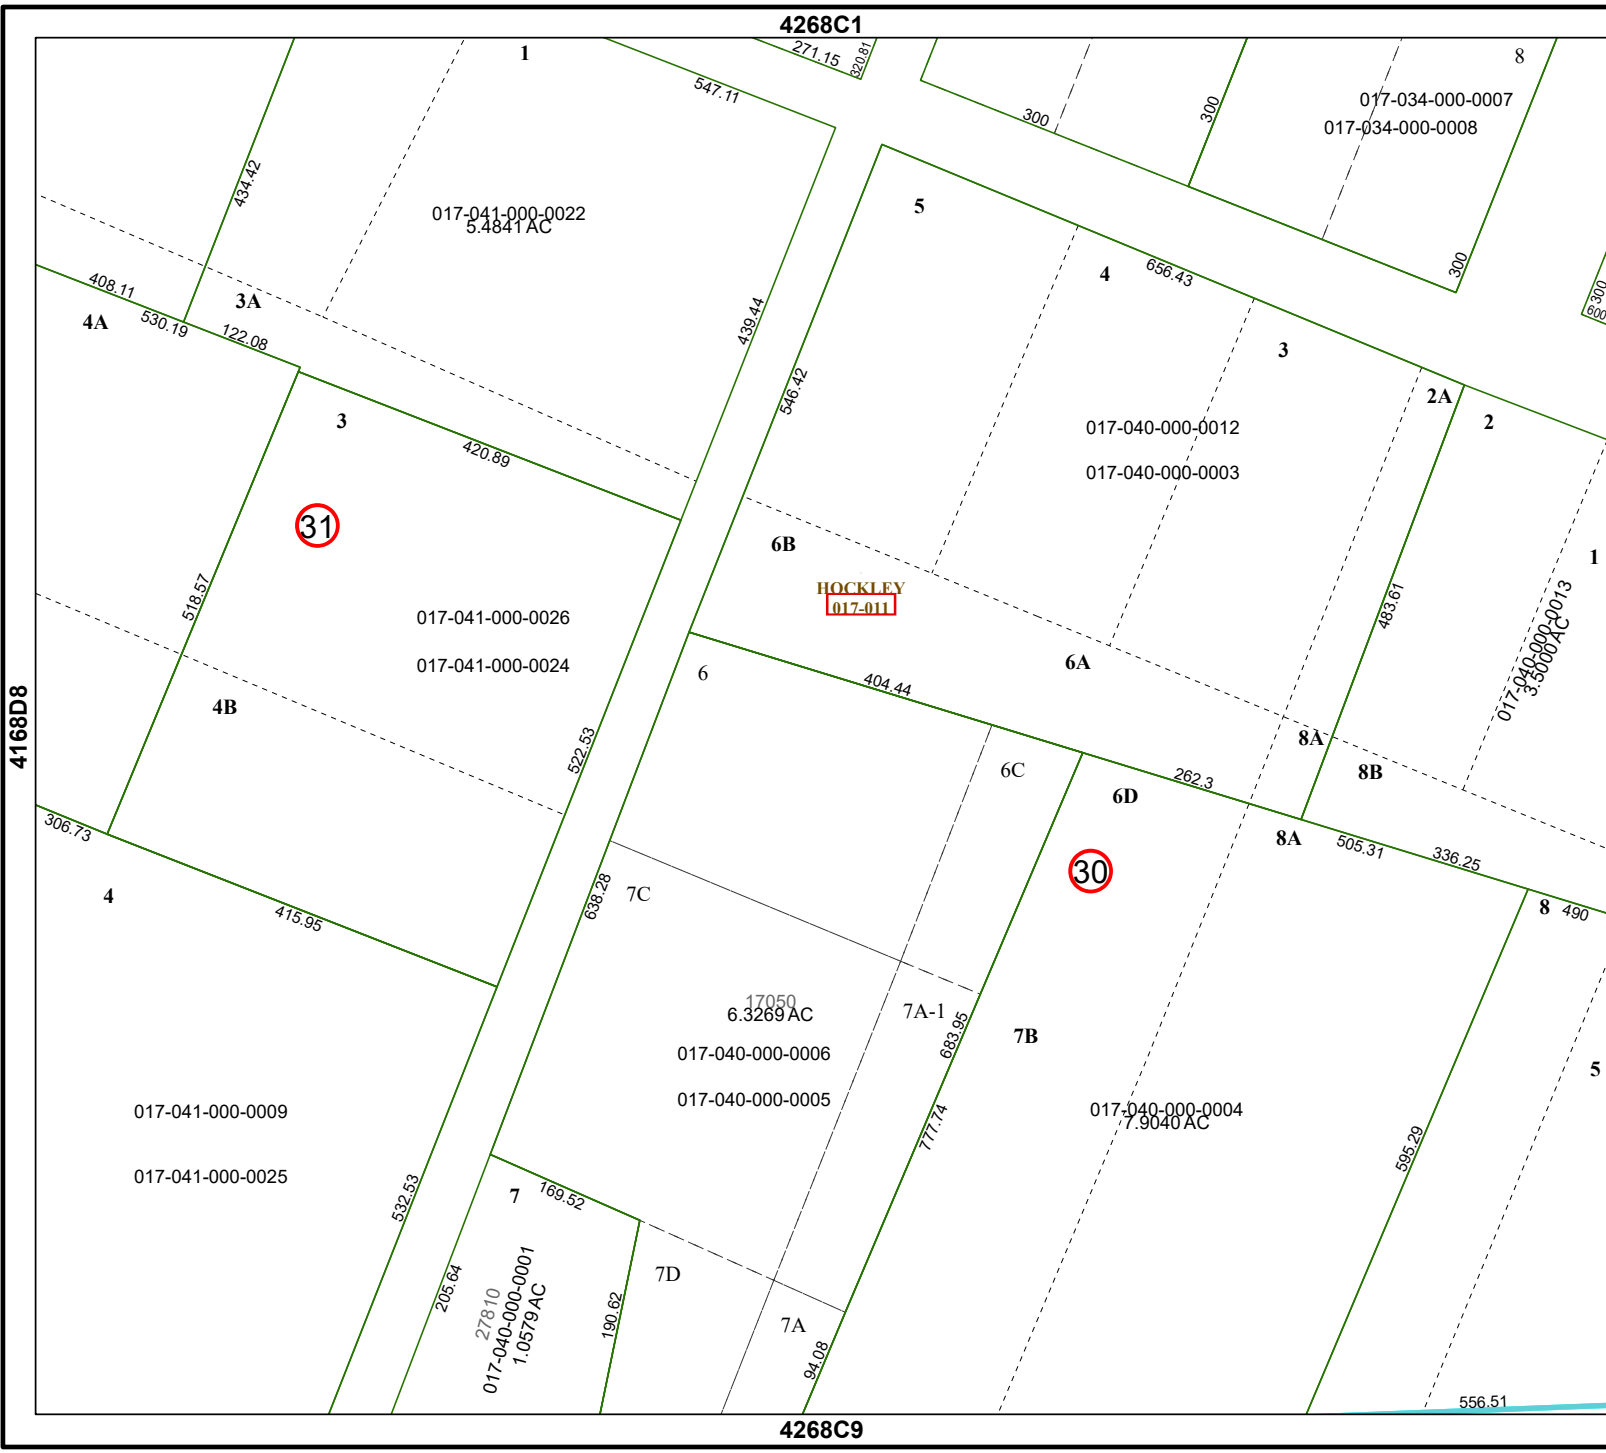 4268C1
1
271.15
320.81
547.11
300
300
8
017-034-000-0007
017-034-000-0008
434.42
017-041-000-0022
5.4841 AC
5
4
656.43
300
300
600
408.11
3A
4A
530.19
122.08
439.44
3
546.42
2A
2
3
420.89
017-040-000-0012
017-040-000-0003
31
6B
1
HOCKLEY
017-011
518.57
483.61
017-040-000-0013
3.5000 AC
017-041-000-0026
017-041-000-0024
6
6A
404.44
4B
4168D8
522.53
8A
8B
6C
262.3
6D
306.73
8A
505.31
336.25
30
4
7C
638.28
415.95
8
490
17050
6.3269 AC
7A-1
683.95
7B
017-040-000-0006
5
017-040-000-0005
017-041-000-0009
017-040-000-0004
7.9040 AC
777.74
595.29
017-041-000-0025
532.53
7
169.52
7D
205.64
27810
017-040-000-0001
1.0579 AC
190.62
7A
94.08
556.51
4268C9